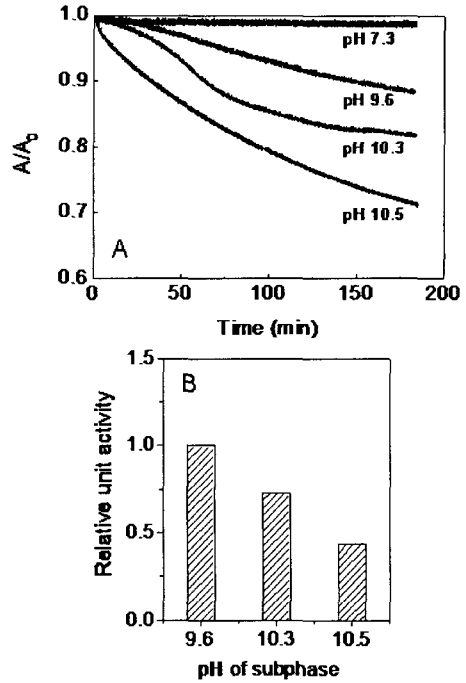 1.0
0.9
0.8
0.7
0.6
A/A₀
pH 7.3
pH 9.6
pH 10.3
pH 10.5
A
0 50 100 150 200
Time (min)
B
1.5
1.0
0.5
0.0
Relative unit activity
9.6 10.3 10.5
pH of subphase